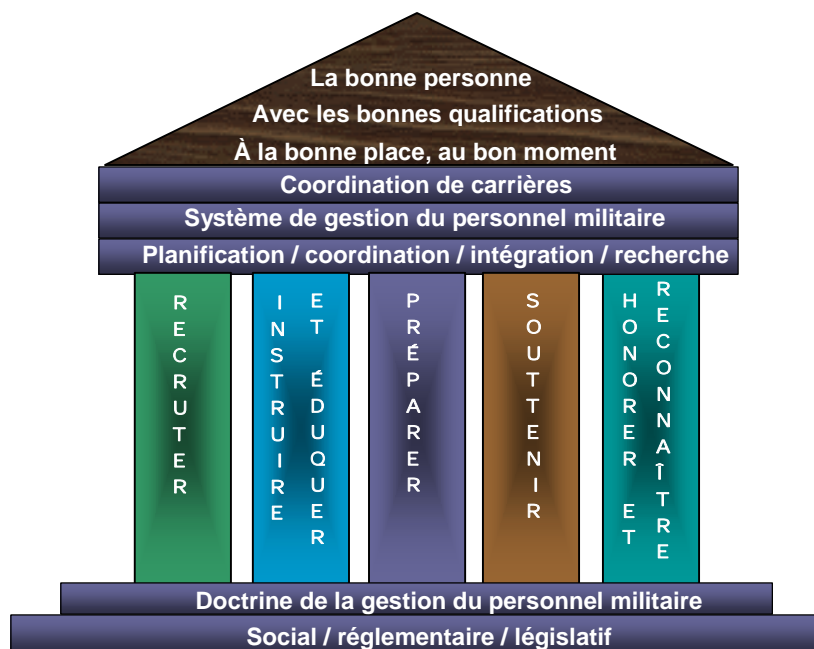 La bonne personne
Avec les bonnes qualifications
À la bonne place, au bon moment
Coordination de carrières
Système de gestion du personnel militaire
Planification / coordination / intégration / recherche
RECRUTER
INSTRUIRE
ET ÉDUQUER
PRÉPARER
SOUTTENIR
HONORER ET
RECONNAÎTRE
Doctrine de la gestion du personnel militaire
Social / réglementaire / législatif